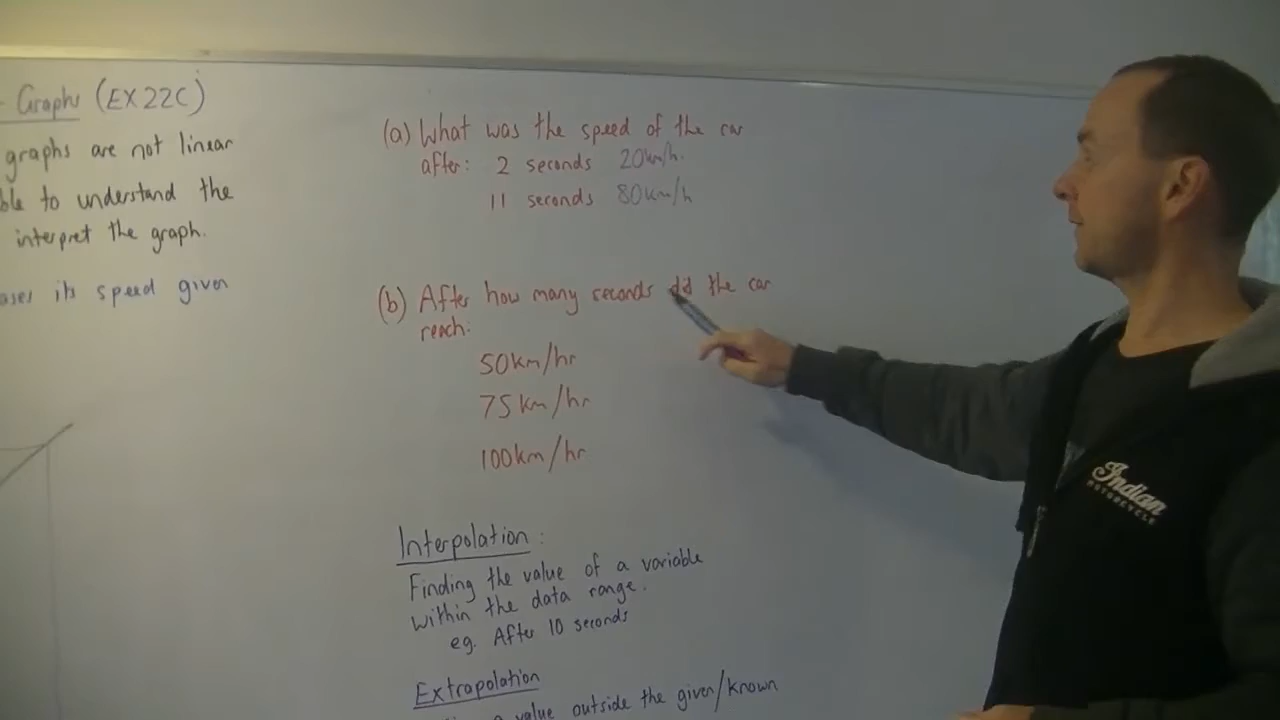 Graphs (EX 22C)
graphs are not linear
ble to understand the
interpret the graph.
ases its speed given
(a) What was the speed of the car
after: 2 seconds 20km/h.
11 seconds 80km/h
(b) After how many seconds did the car
reach:
50km/hr
75km/hr
100km/hr
Interpolation:
Finding the value of a variable
within the data range.
eg. After 10 seconds
Extrapolation
a value outside the given/known
Indian
MOTORCYCLE